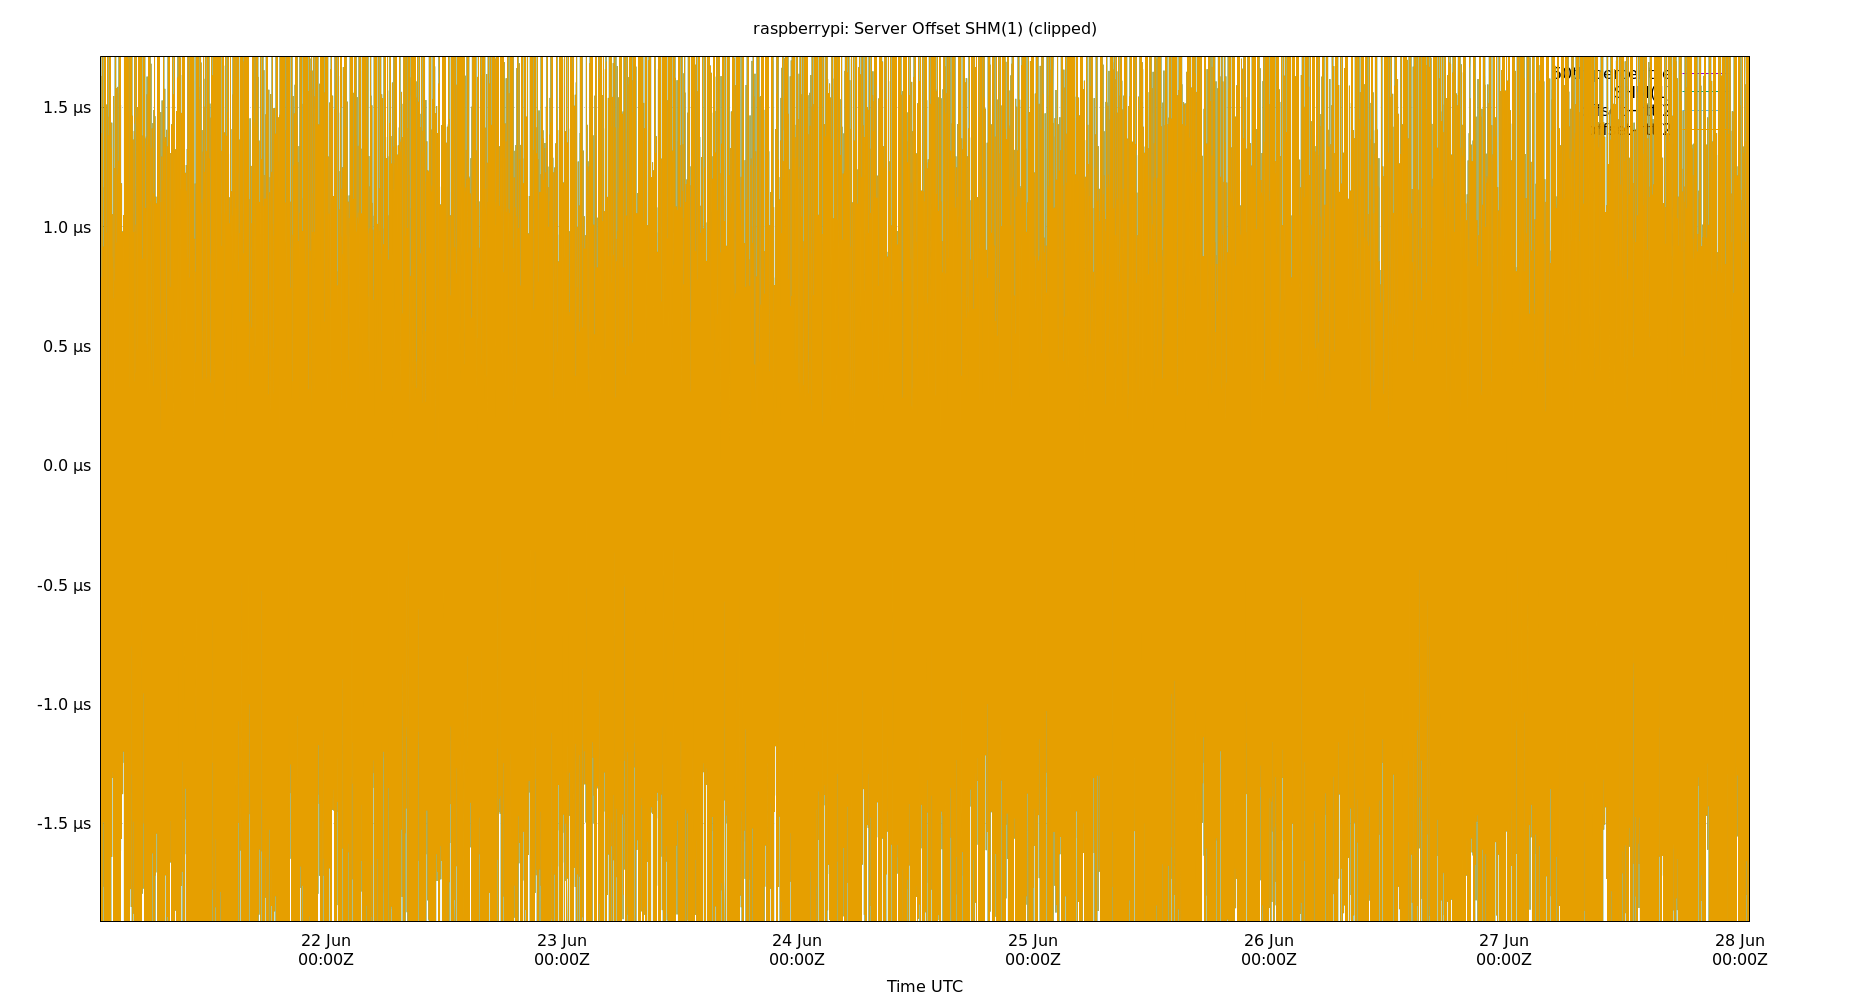 raspberrypi: Server Offset SHM(1) (clipped)
1.5 µs
1.0 µs
0.5 µs
0.0 µs
-0.5 µs
-1.0 µs
-1.5 µs
22 Jun 23 Jun 24 Jun 25 Jun 26 Jun 27 Jun 28 Jun
00:00Z 00:00Z 00:00Z 00:00Z 00:00Z 00:00Z 00:00Z
Time UTC